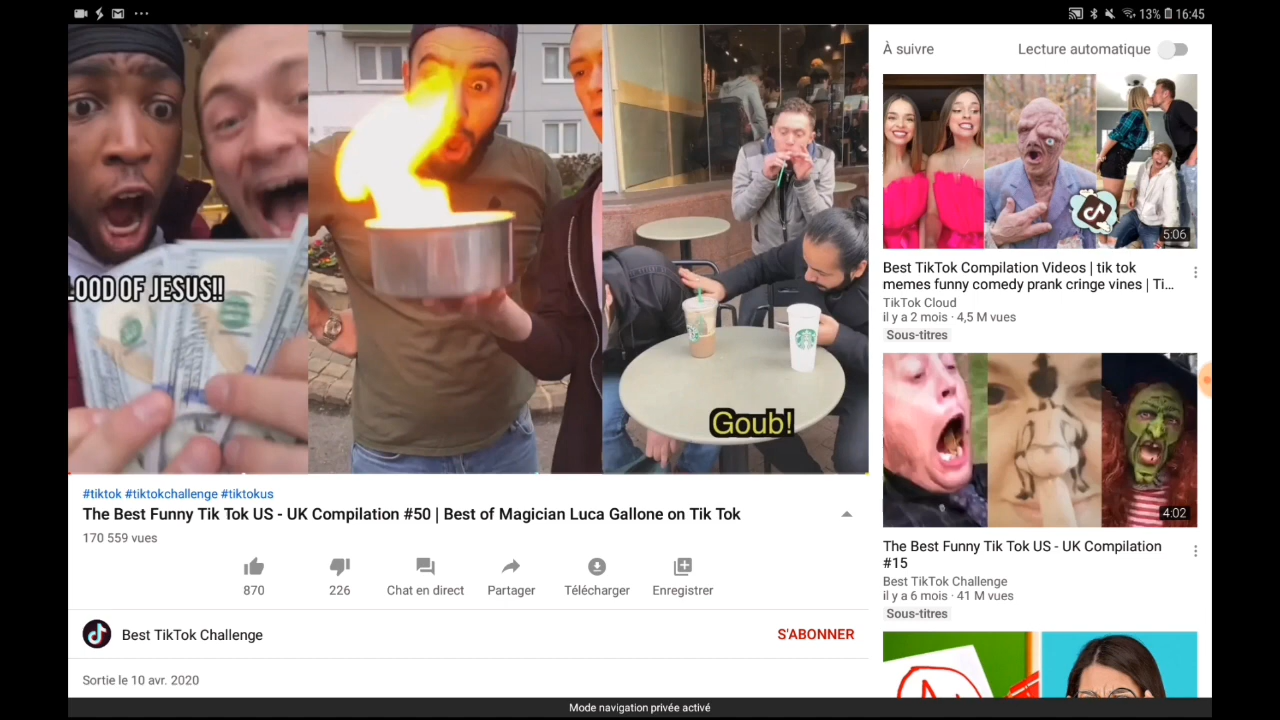 13% 16:45
LOOD OF JESUS!!
Goub!
#tiktok #tiktokchallenge #tiktokus
The Best Funny Tik Tok US - UK Compilation #50 | Best of Magician Luca Gallone on Tik Tok
170 559 vues
870
226
Chat en direct
Partager
Télécharger
Enregistrer
Best TikTok Challenge
S'ABONNER
Sortie le 10 avr. 2020
À suivre
Lecture automatique
5:06
Best TikTok Compilation Videos | tik tok
memes funny comedy prank cringe vines | Ti...
TikTok Cloud
il y a 2 mois · 4,5 M vues
Sous-titres
4:02
The Best Funny Tik Tok US - UK Compilation
#15
Best TikTok Challenge
il y a 6 mois · 41 M vues
Sous-titres
Mode navigation privée activé